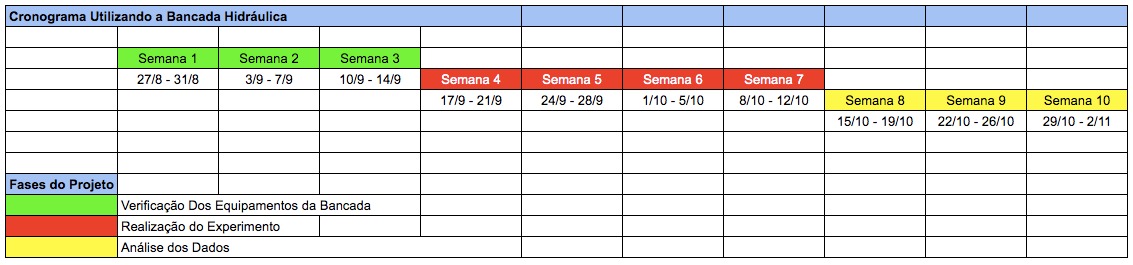 Cronograma Utilizando a Bancada Hidráulica
Semana 1 Semana 2 Semana 3
27/8 - 31/8 3/9 - 7/9 10/9 - 14/9 Semana 4 Semana 5 Semana 6 Semana 7
17/9 - 21/9 24/9 - 28/9 1/10 - 5/10 8/10 - 12/10 Semana 8 Semana 9 Semana 10
15/10 - 19/10 22/10 - 26/10 29/10 - 2/11
Fases do Projeto
Verificação Dos Equipamentos da Bancada
Realização do Experimento
Análise dos Dados